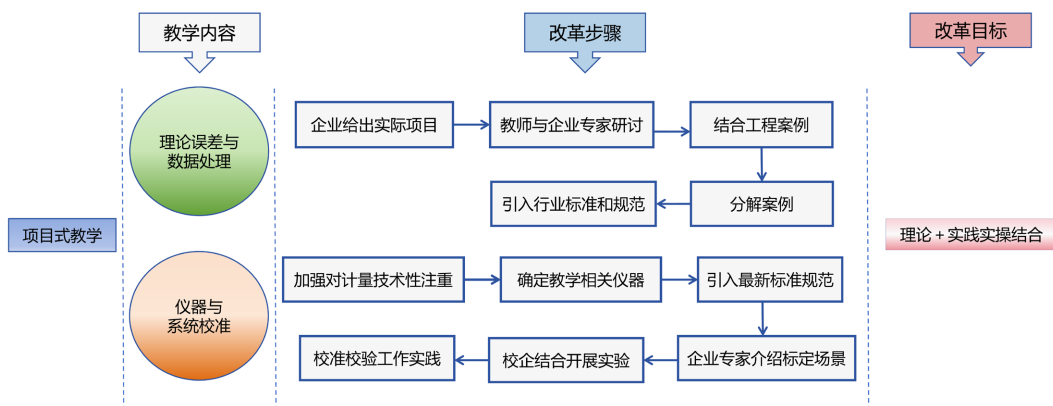 教学内容
改革步骤
改革目标
理论误差与
数据处理
企业给出实际项目
教师与企业专家研讨
结合工程案例
引入行业标准和规范
分解案例
项目式教学
理论 + 实践实操结合
仪器与
系统校准
加强对计量技术性注重
确定教学相关仪器
引入最新标准规范
校准校验工作实践
校企结合开展实验
企业专家介绍标定场景